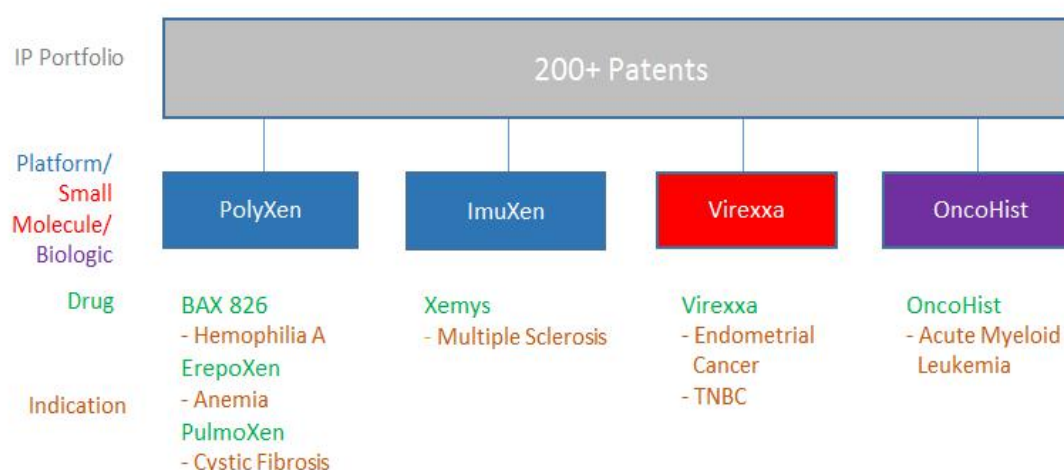 IP Portfolio
200+ Patents
Platform/
Small
Molecule/
Biologic
PolyXen
ImuXen
Virexxa
OncoHist
Drug
BAX 826
- Hemophilia A
ErepoXen
- Anemia
PulmoXen
- Cystic Fibrosis
Xemys
- Multiple Sclerosis
Virexxa
- Endometrial
Cancer
- TNBC
OncoHist
- Acute Myeloid
Leukemia
Indication